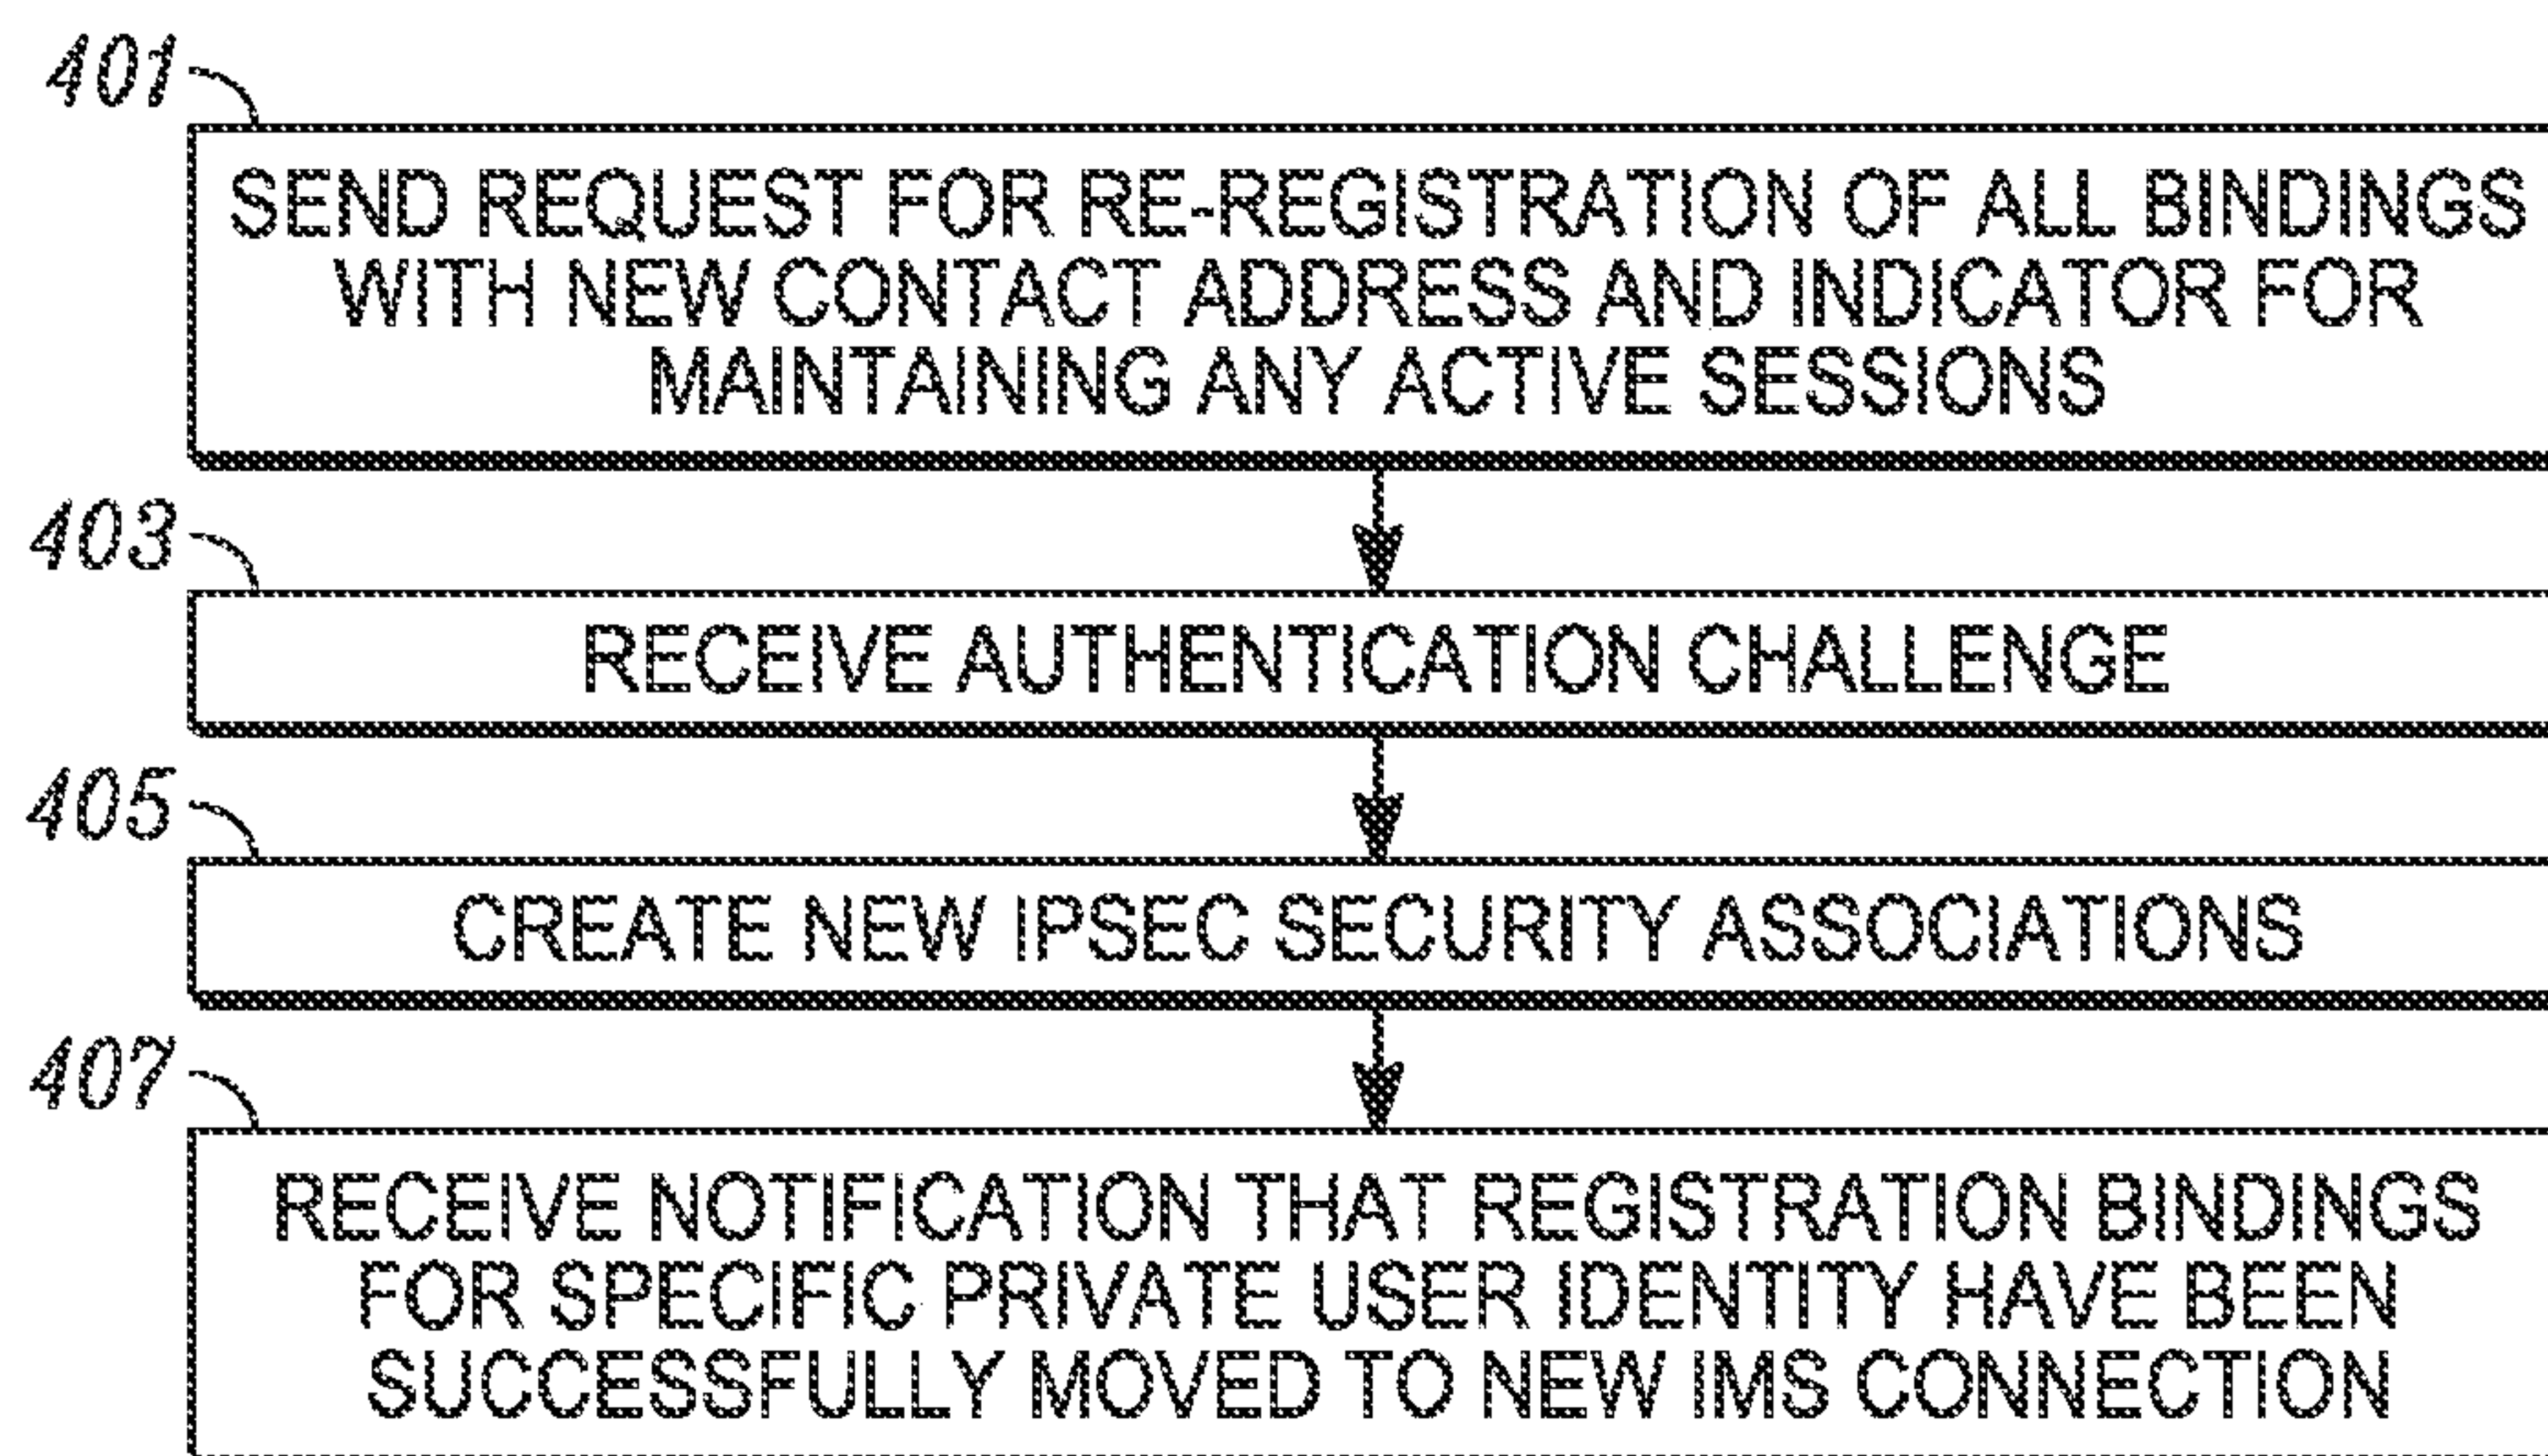 401
SEND REQUEST FOR RE-REGISTRATION OF ALL BINDINGS
WITH NEW CONTACT ADDRESS AND INDICATOR FOR
MAINTAINING ANY ACTIVE SESSIONS
403
RECEIVE AUTHENTICATION CHALLENGE
405
CREATE NEW IPSEC SECURITY ASSOCIATIONS
407
RECEIVE NOTIFICATION THAT REGISTRATION BINDINGS
FOR SPECIFIC PRIVATE USER IDENTITY HAVE BEEN
SUCCESSFULLY MOVED TO NEW IMS CONNECTION